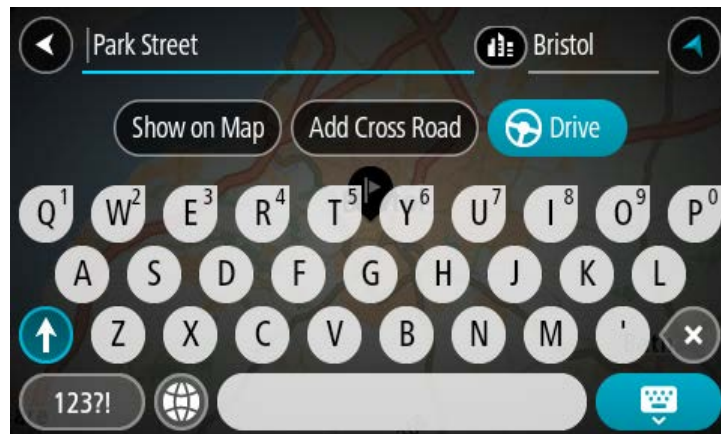 Park Street Bristol
Show on Map Add Cross Road Drive
Q1 W2 E3 R4 T5 Y6 U7 I8 O9 P0
A S D F G H J K L
Z X C V B N M '
123?!